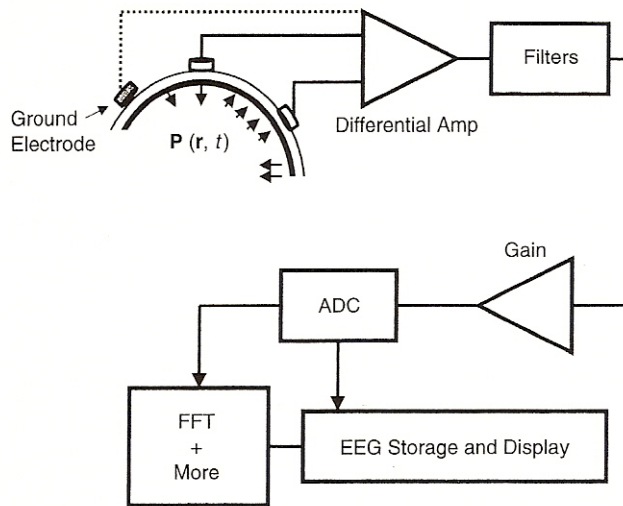 Filters
Differential Amp
Ground
Electrode
P (r, t)
Gain
ADC
FFT
+
More
EEG Storage and Display